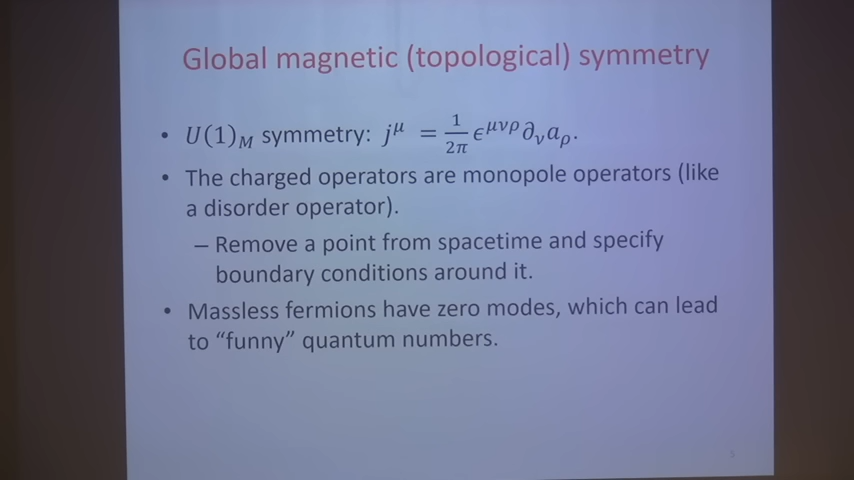 Global magnetic (topological) symmetry
• U(1)_M symmetry: j^μ = 1/2π ϵ^{μνρ}∂_ν a_ρ.
• The charged operators are monopole operators (like
a disorder operator).
– Remove a point from spacetime and specify
boundary conditions around it.
• Massless fermions have zero modes, which can lead
to “funny” quantum numbers.
3